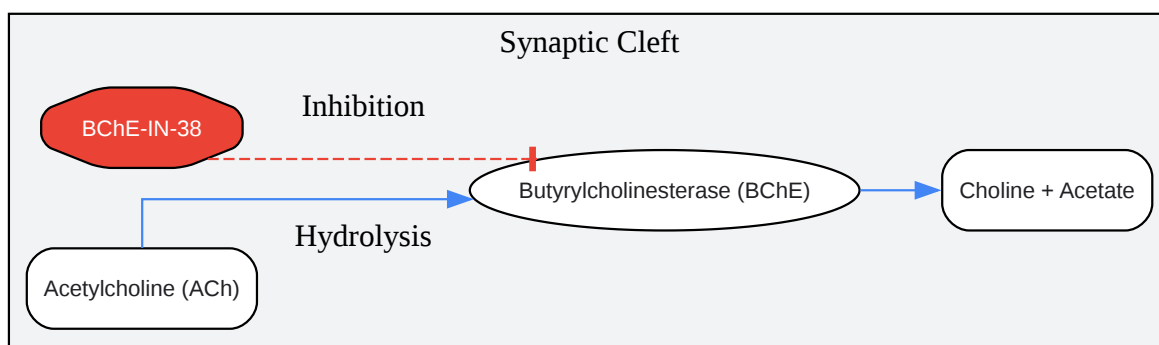 Synaptic Cleft
Inhibition
BChE-IN-38
Butyrylcholinesterase (BChE)
Choline + Acetate
Hydrolysis
Acetylcholine (ACh)